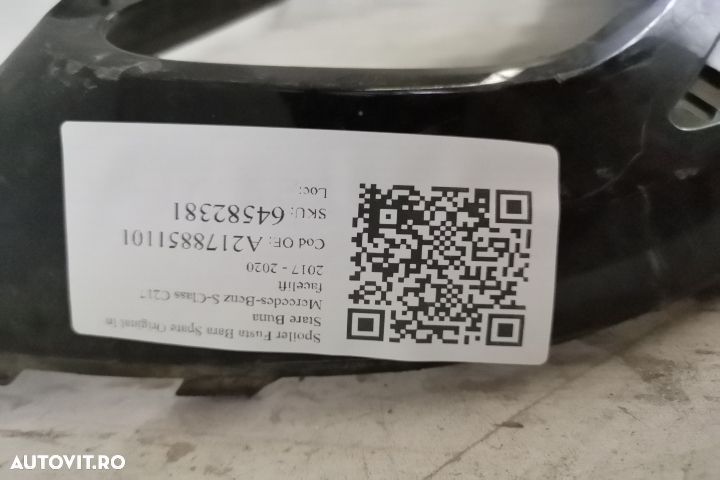 Spoiler Fusta Bara Spate Original in
Stare Buna
Mercedes-Benz S-Class C217
facelift
2017 - 2020
Cod OE: A2178851101
SKU: 64582381
Loc:
AUTOVIT.RO